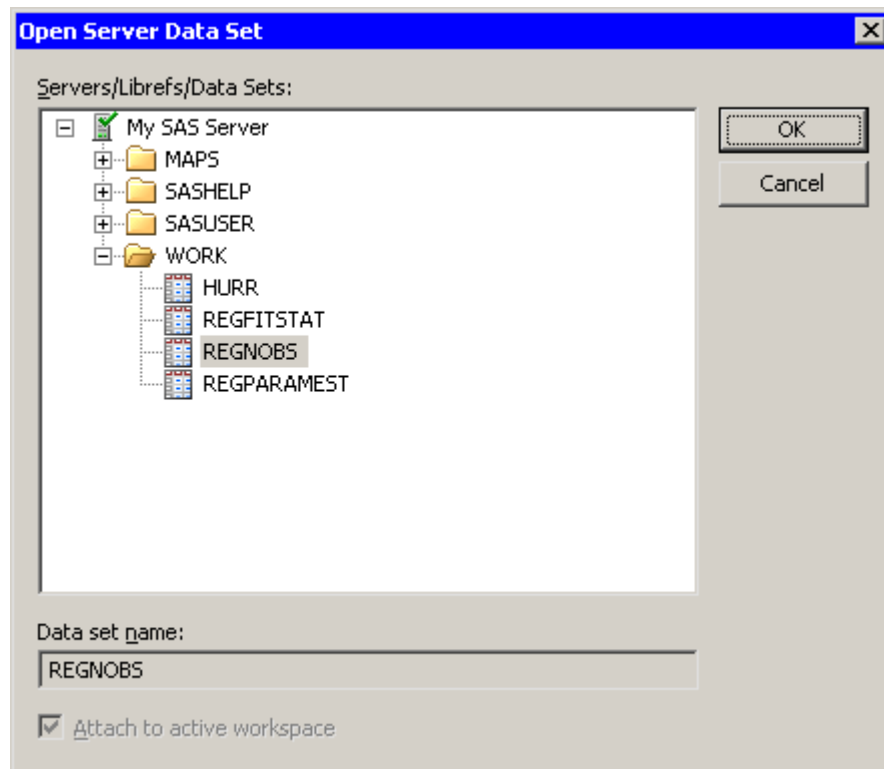 Open Server Data Set
Servers/Librefs/Data Sets:
My SAS Server
OK
MAPS
Cancel
SASHELP
SASUSER
WORK
HURR
REGFITSTAT
REGNOBS
REGPARAMEST
Data set name:
REGNOBS
Attach to active workspace